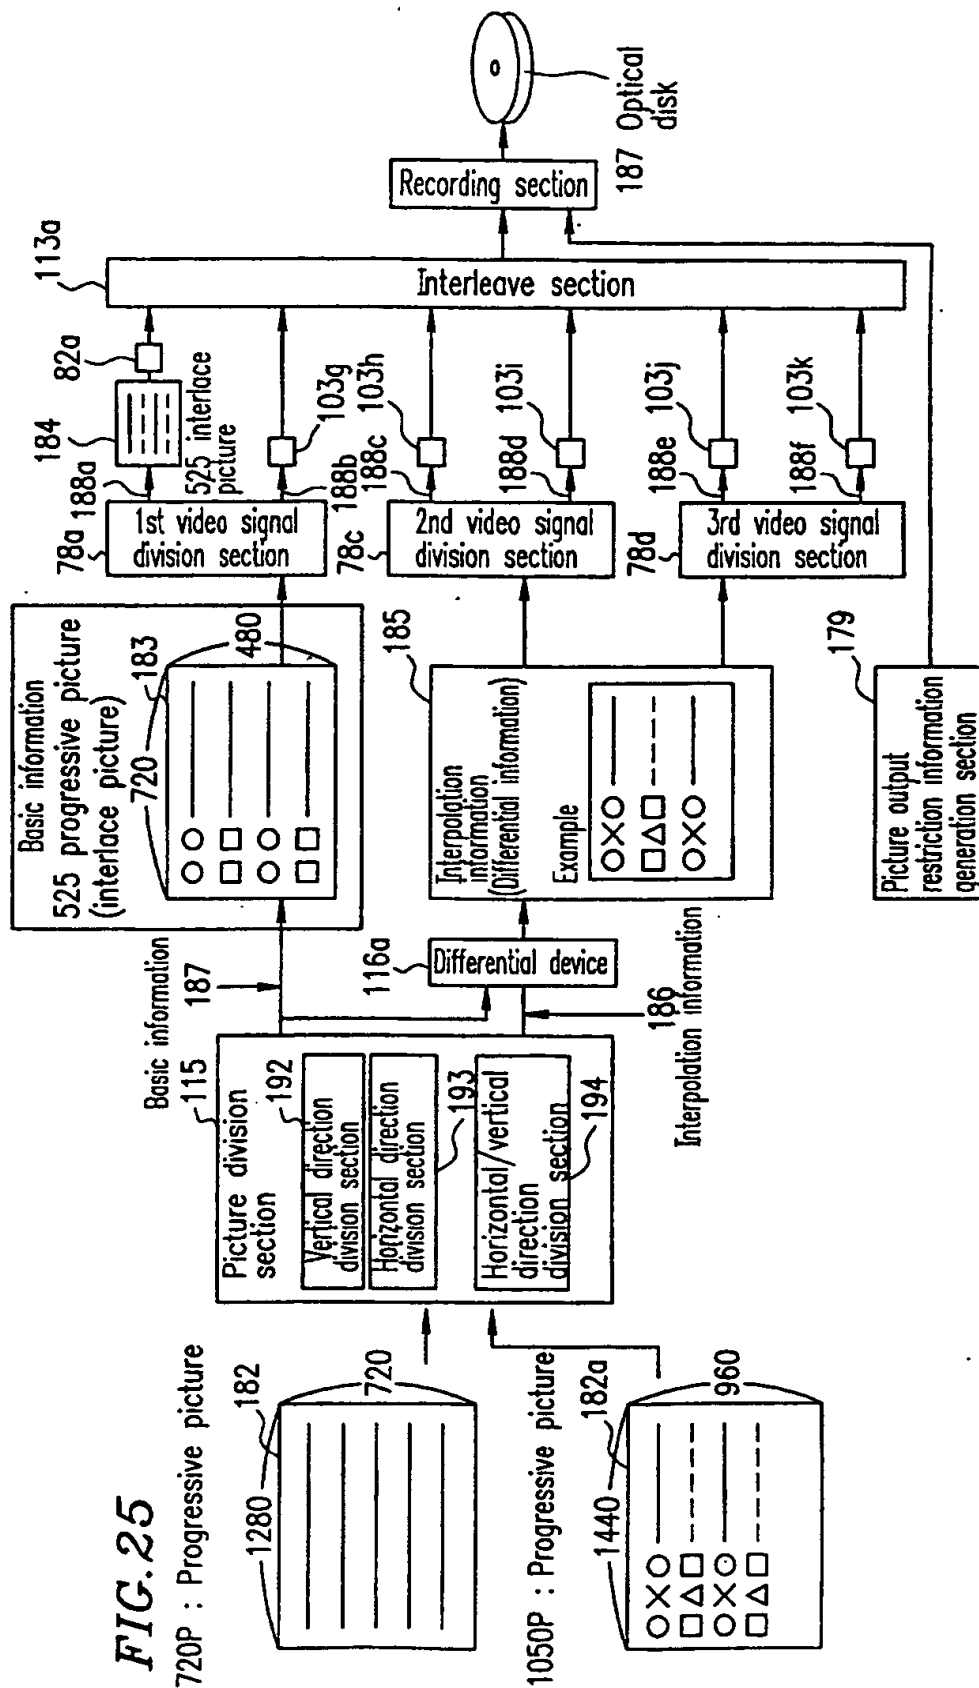 FIG.25
720P : Progressive picture
1280
182
720
1050P : Progressive picture
1440
182a
960
115
Picture division
section
192
Vertical direction
division section
Horizontal direction
division section
193
Horizontal/vertical
direction
division section
194
Basic information
187
116a
Differential device
186
Interpolation information
Basic information
525 progressive picture
(interlace picture)
720
183
480
185
Interpolation
information
(Differential information)
Example
179
Picture output
restriction information
generation section
78a
1st video signal
division section
78c
2nd video signal
division section
78d
3rd video signal
division section
188a
184
82a
525 interlace
picture
188b
103g
188c
103h
188d
103i
188e
103j
188f
103k
113a
Interleave section
Recording section
187 Optical
disk